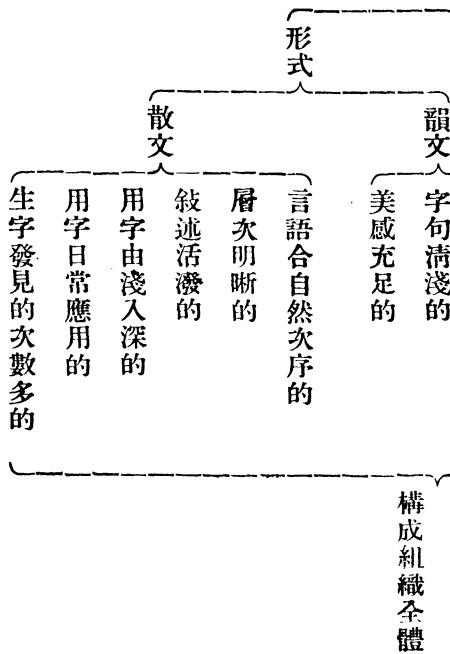 形式
韻文
字句清淺的
美感充足的
散文
言語合自然次序的
層次明晰的
敍述活潑的
用字由淺入深的
用字日常應用的
生字發見的次數多的
構成組織全體